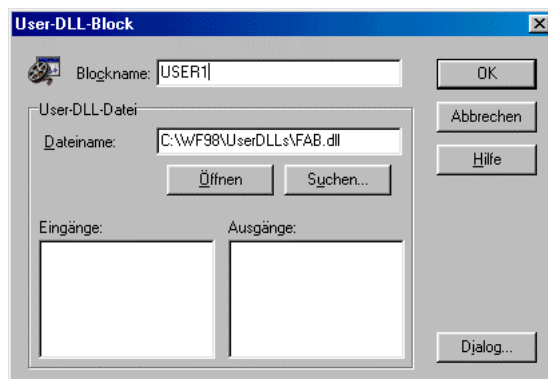 User-DLL-Block
Blockname: USER1
OK
User-DLL-Datei
Abbrechen
Dateiname: C:\WF98\UserDLLs\FAB.dll
Hilfe
Öffnen Suchen...
Eingänge: Ausgänge:
Dialog...